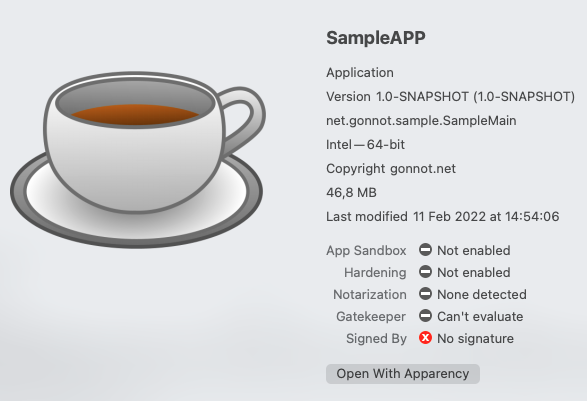 SampleAPP
Application
Version 1.0-SNAPSHOT (1.0-SNAPSHOT)
net.gonnot.sample.SampleMain
Intel — 64-bit
Copyright gonnot.net
46,8 MB
Last modified 11 Feb 2022 at 14:54:06
App Sandbox Not enabled
Hardening Not enabled
Notarization None detected
Gatekeeper Can't evaluate
Signed By No signature
Open With Apparency